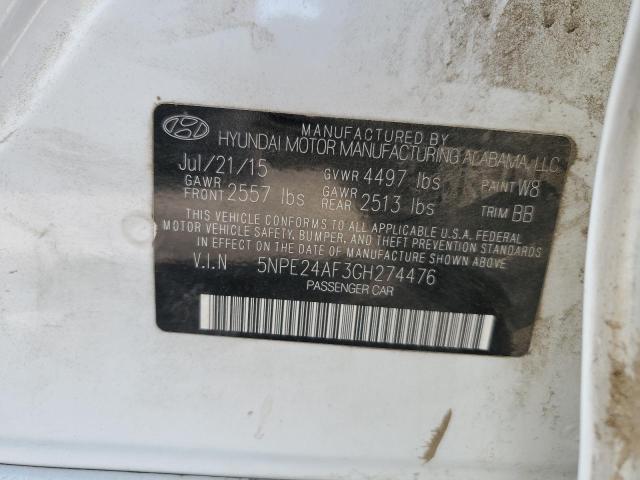 MANUFACTURED BY
HYUNDAI MOTOR MANUFACTURING ALABAMA, LLC
Jul/21/15 GVWR 4497 lbs PAINT W8
GAWR FRONT 2557 lbs GAWR REAR 2513 lbs TRIM BB
THIS VEHICLE CONFORMS TO ALL APPLICABLE U.S.A. FEDERAL
MOTOR VEHICLE SAFETY, BUMPER, AND THEFT PREVENTION
STANDARDS IN EFFECT ON THE DATE OF MANUFACTURE SHOWN ABOVE.
V.I.N 5NPE24AF3GH274476
PASSENGER CAR